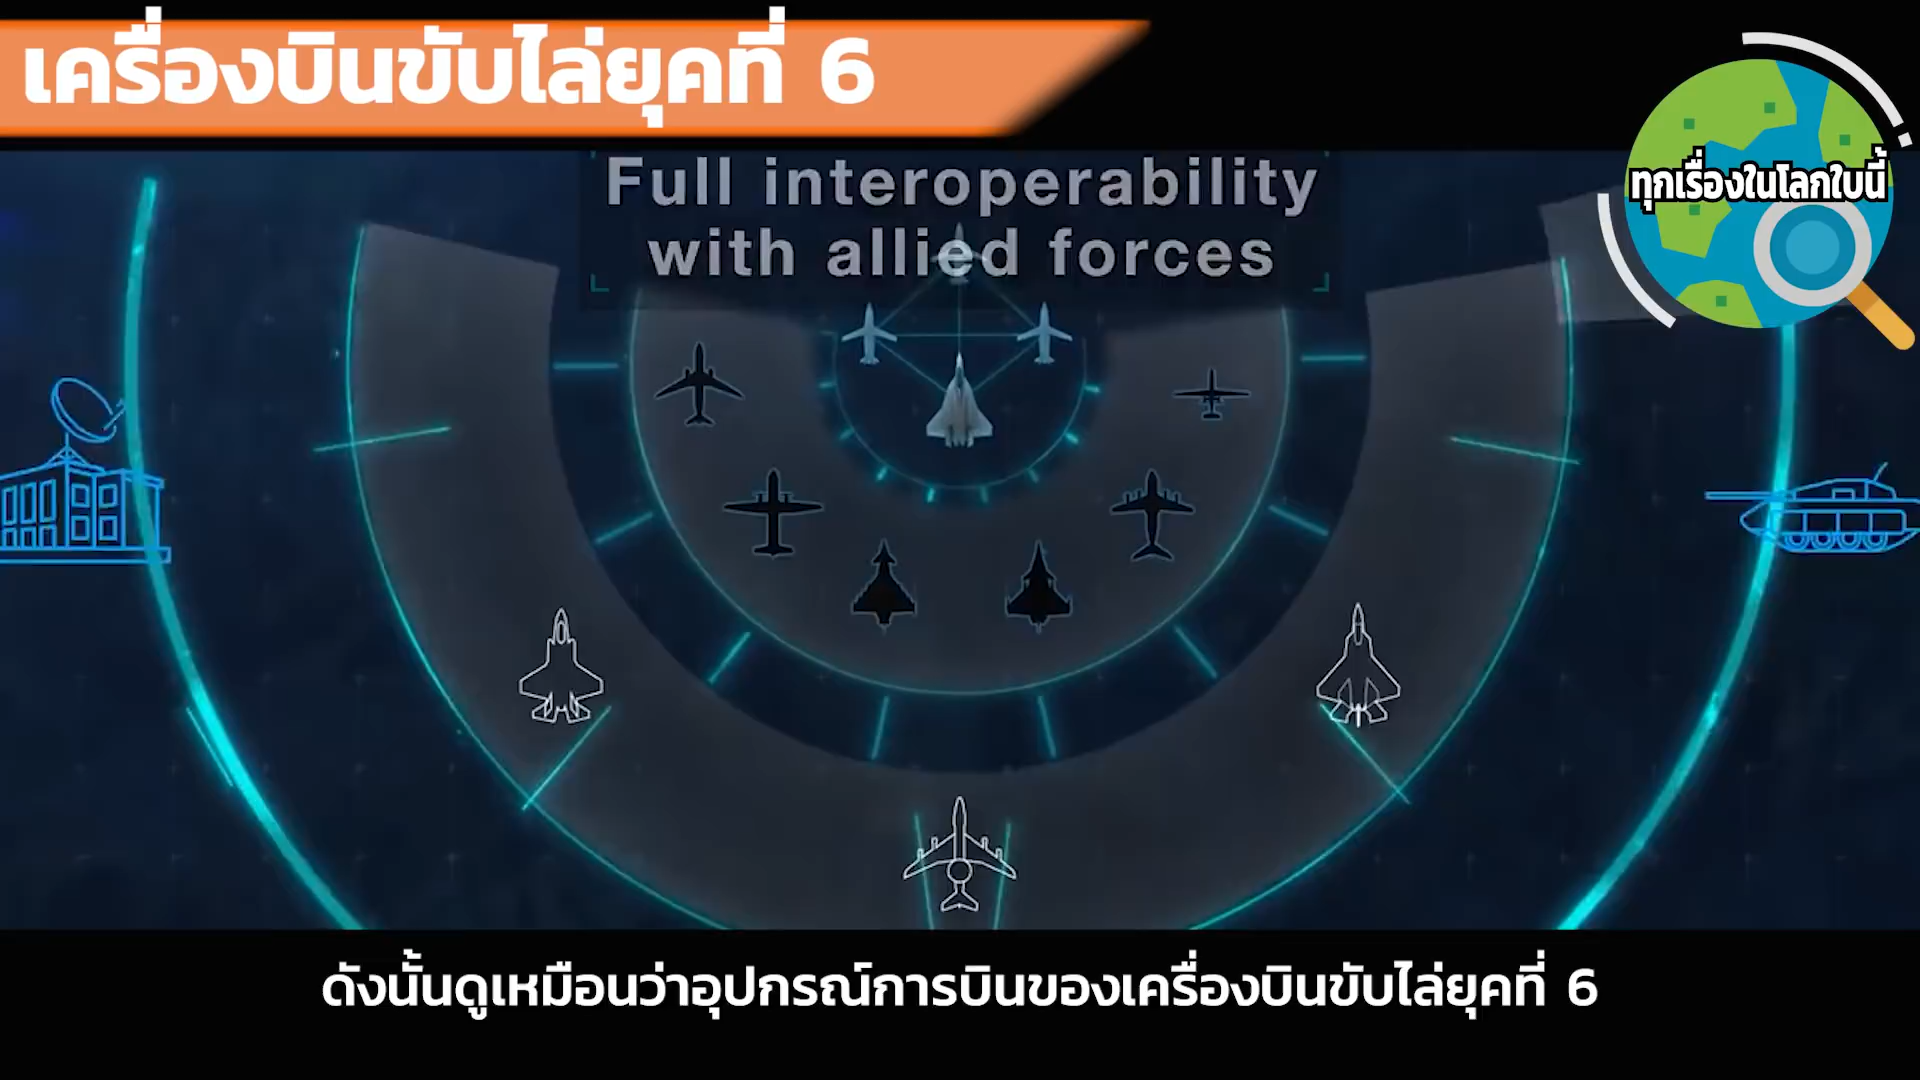 เครื่องบินขับไล่ยุคที่ 6
ทุกเรื่องในโลกใบนี้
Full interoperability
with allied forces
ดังนั้นดูเหมือนว่าอุปกรณ์การบินของเครื่องบินขับไล่ยุคที่ 6